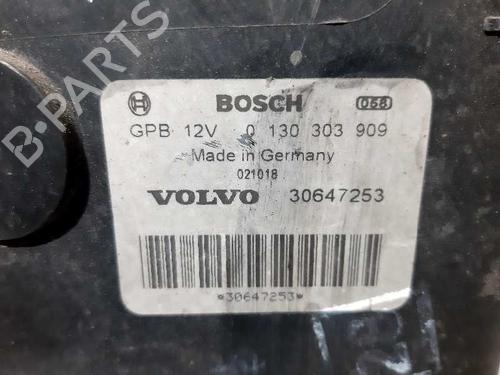 B-PARTS
BOSCH 068
GPB 12V 0 130 303 909
Made in Germany
021018
VOLVO 30647253
*30647253*